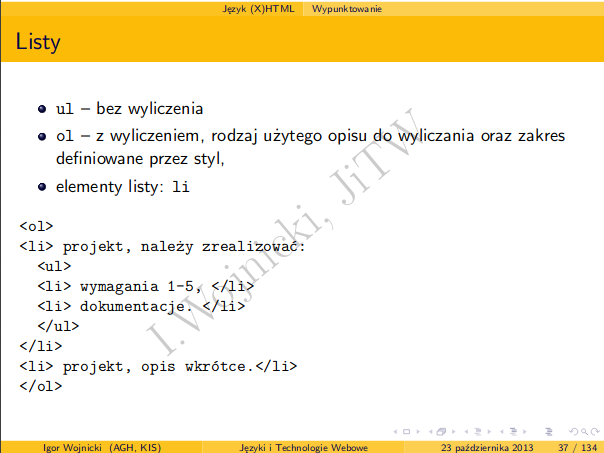 Język (X)HTML Wypunktowanie
Listy
ul – bez wyliczenia
ol – z wyliczeniem, rodzaj użytego opisu do wyliczania oraz zakres
definiowane przez styl,
elementy listy: li
<ol>
<li> projekt, należy zrealizować:
<ul>
<li> wymagania 1-5, </li>
<li> dokumentacje. </li>
</ul>
</li>
<li> projekt, opis wkrótce.</li>
</ol>
I.Wojnicki, JiTW
Igor Wojnicki (AGH, KIS) Języki i Technologie Webowe 23 października 2013 37 / 134